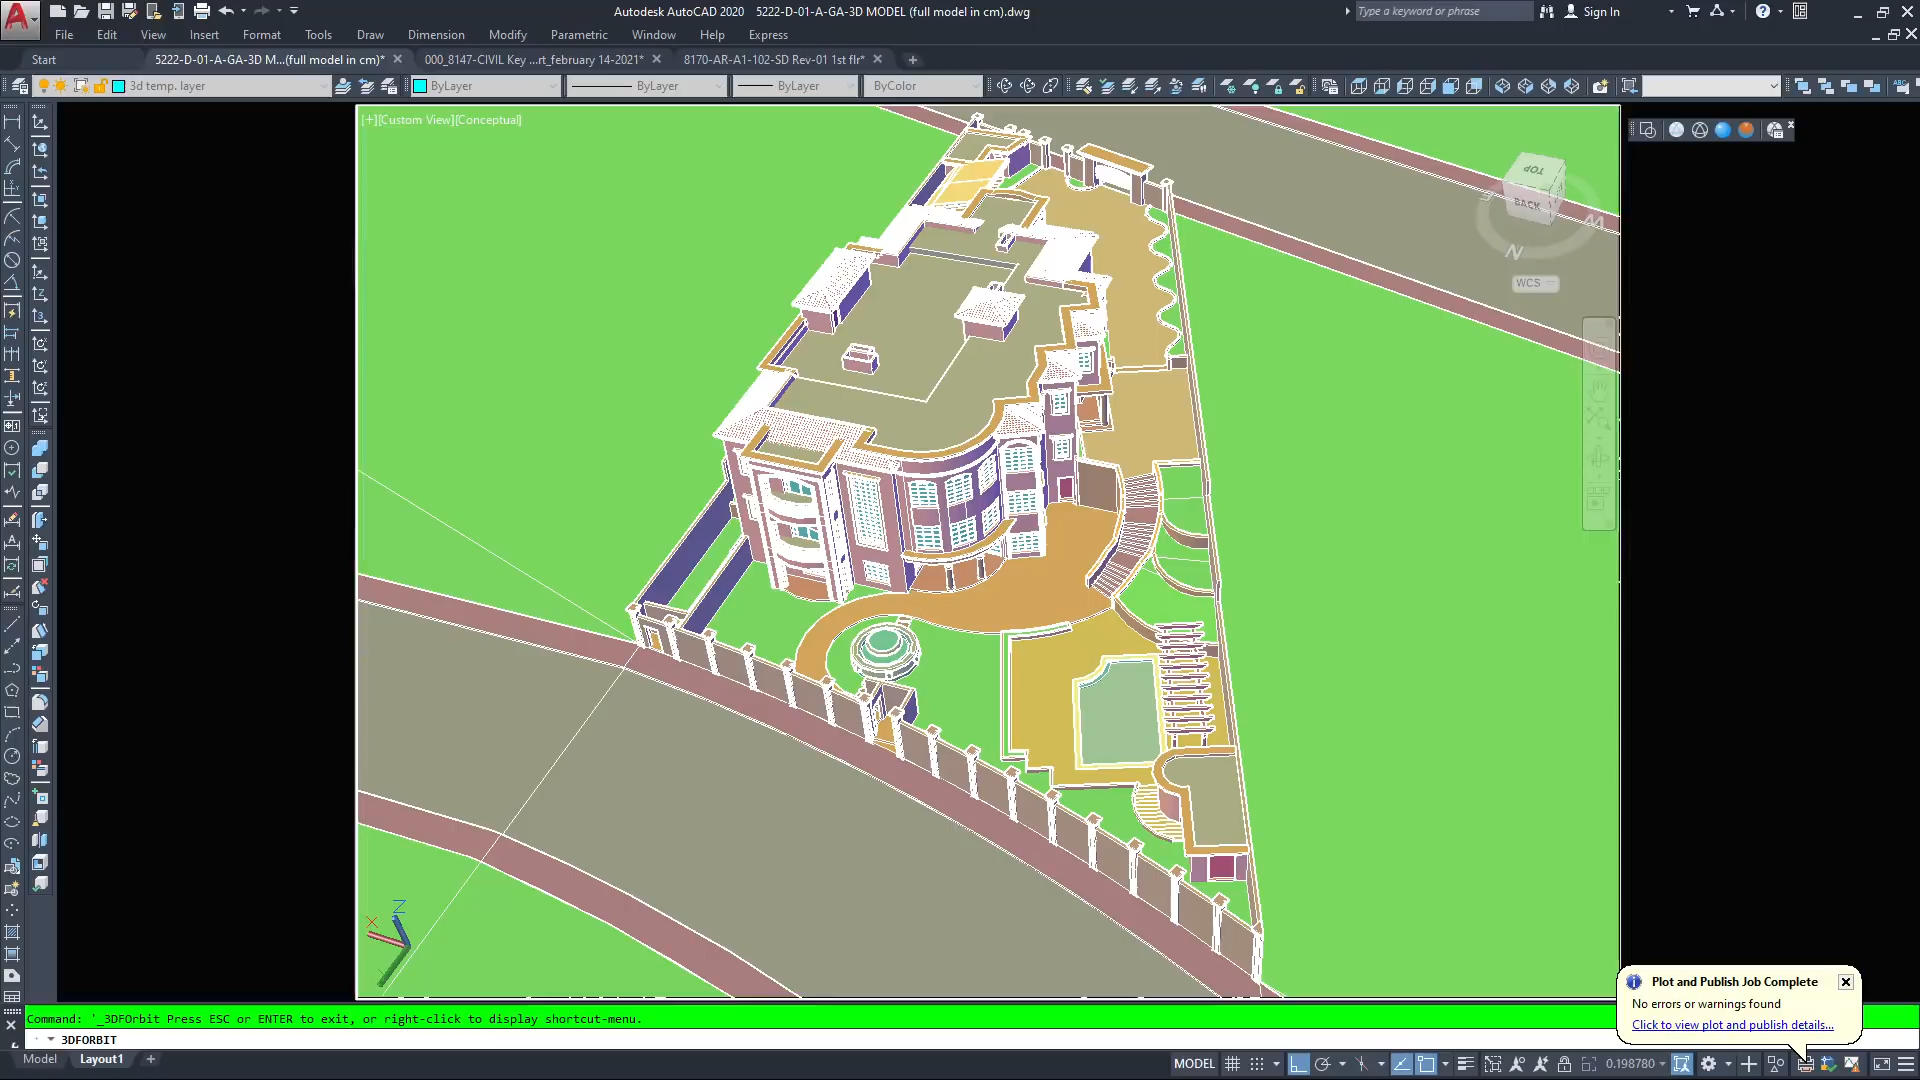 Autodesk AutoCAD 2020 5222-D-01-A-GA-3D MODEL (full model in cm).dwg
Type a keyword or phrase
Sign In
File Edit View Insert Format Tools Draw Dimension Modify Parametric Window Help Express
Start
5222-D-01-A-GA-3D M...(full model in cm)*
000_8147-CIVIL Key ...rt_february 14-2021*
8170-AR-A1-102-SD Rev-01 1st flr*
3d temp. layer
ByLayer
ByLayer
ByLayer
ByColor
[+][Custom View][Conceptual]
TOP
BACK
N
WCS
Z
X
Plot and Publish Job Complete
No errors or warnings found
Click to view plot and publish details...
Command: '_3DFOrbit Press ESC or ENTER to exit, or right-click to display shortcut-menu.
3DFORBIT
Model Layout1
MODEL
0.198780